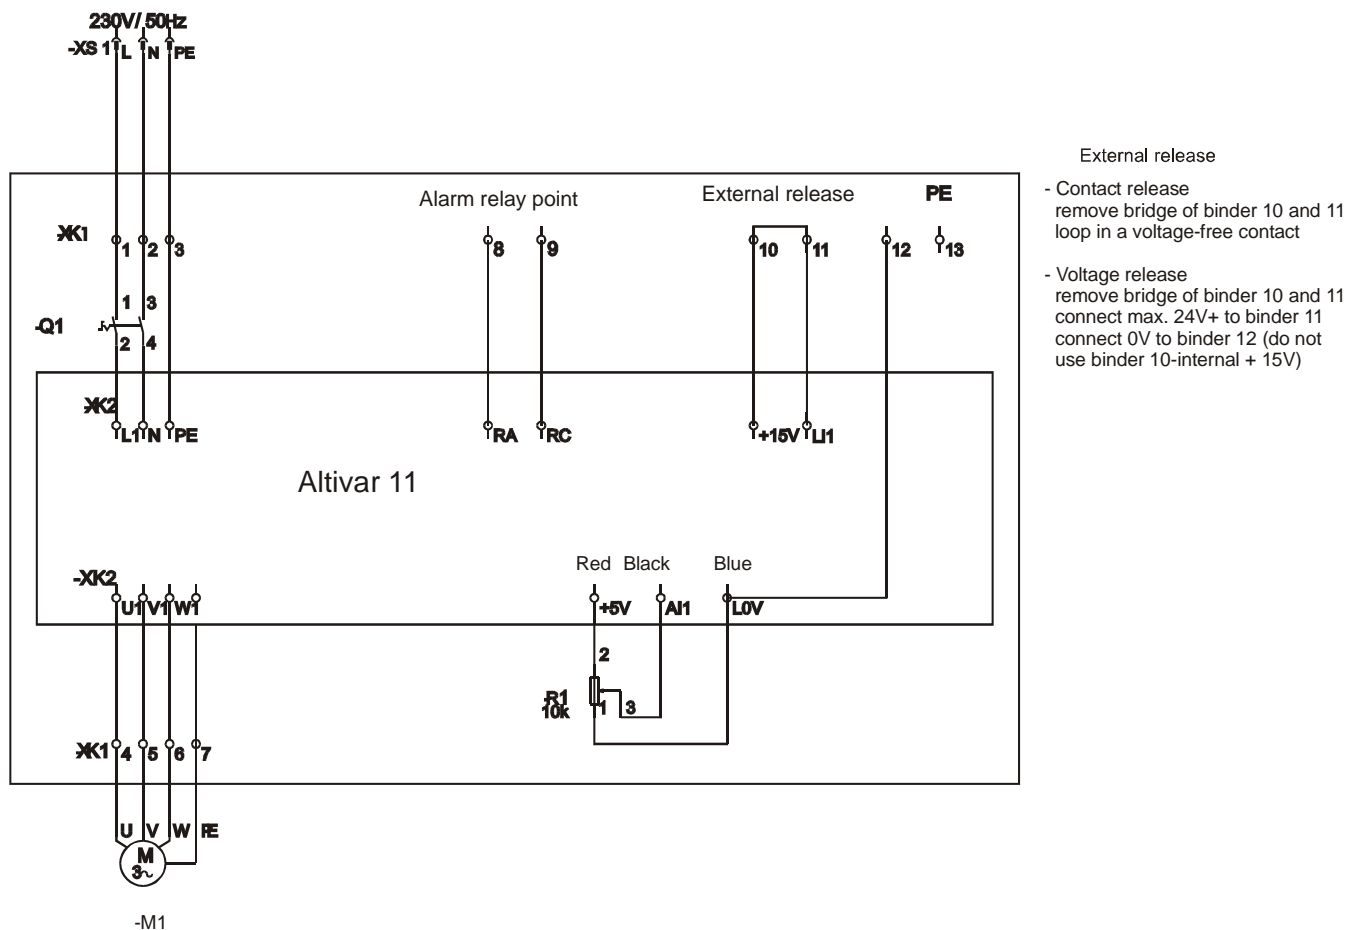 230V/ 50Hz
-XS 1 L N PE
External release
- Contact release
remove bridge of binder 10 and 11
loop in a voltage-free contact
- Voltage release
remove bridge of binder 10 and 11
connect max. 24V+ to binder 11
connect 0V to binder 12 (do not
use binder 10-internal + 15V)
Alarm relay point External release PE
-XK1 1 2 3 8 9 10 11 12 13
1 3
-Q1
2 4
-XK2
L1 N PE RA RC +15V LI1
Altivar 11
Red Black Blue
-XK2
U1 V1 W1 +5V AI1 L0V
2
-R1
10k 1 3
-XK1 4 5 6 7
U V W PE
M
3~
-M1